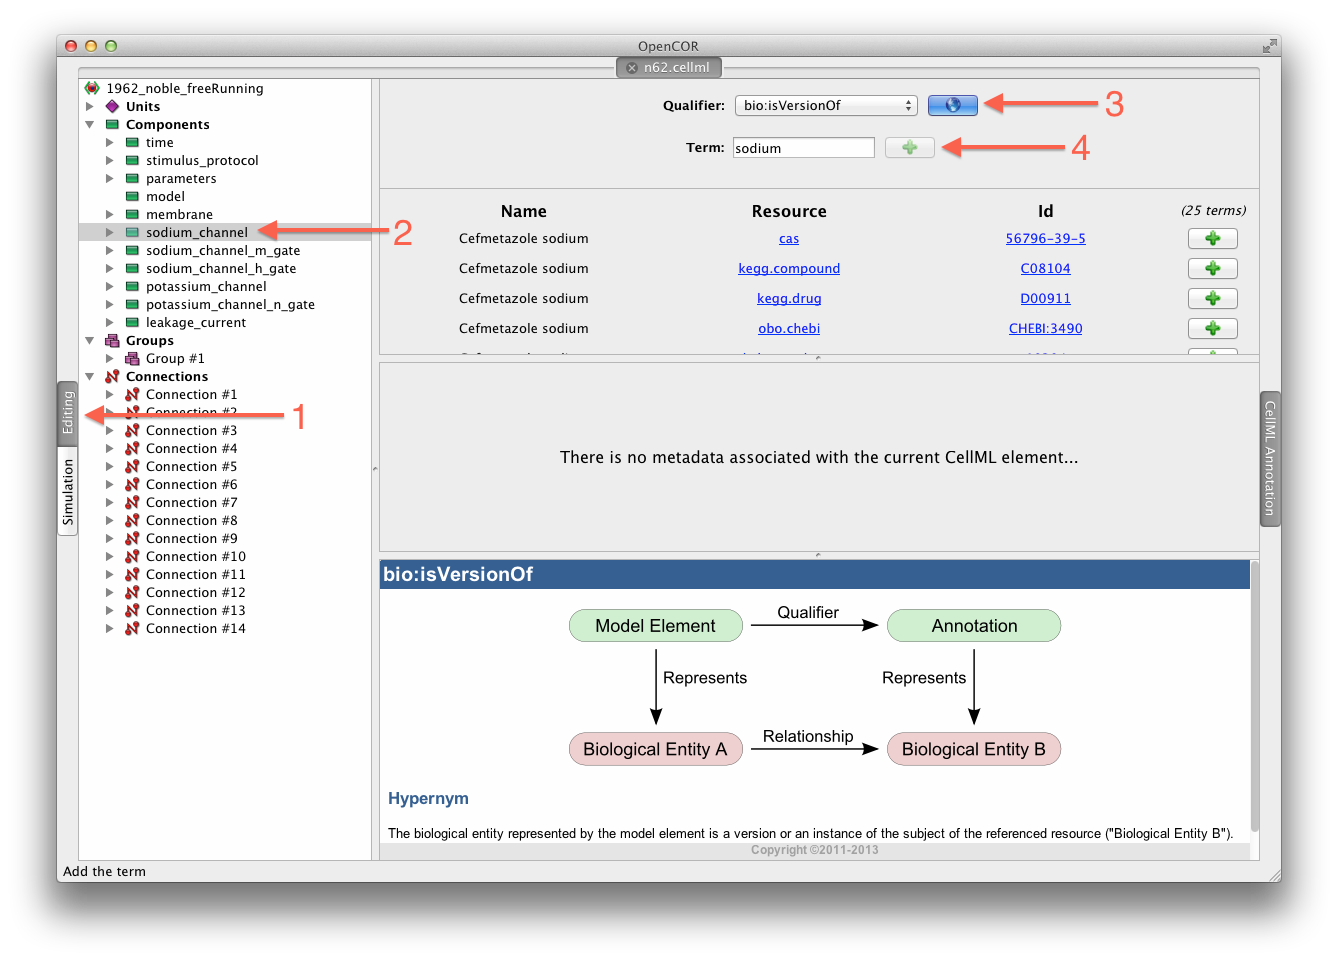 OpenCOR
n62.cellml
1962_noble_freeRunning
Units
Components
time
stimulus_protocol
parameters
model
membrane
sodium_channel
sodium_channel_m_gate
sodium_channel_h_gate
potassium_channel
potassium_channel_n_gate
leakage_current
Groups
Group #1
Connections
Connection #1
Connection #2
Connection #3
Connection #4
Connection #5
Connection #6
Connection #7
Connection #8
Connection #9
Connection #10
Connection #11
Connection #12
Connection #13
Connection #14
Editing
Simulation
1
2
Qualifier: bio:isVersionOf
3
Term: sodium
4
Name Resource Id (25 terms)
Cefmetazole sodium cas 56796-39-5
Cefmetazole sodium kegg.compound C08104
Cefmetazole sodium kegg.drug D00911
Cefmetazole sodium obo.chebi CHEBI:3490
There is no metadata associated with the current CellML element...
CellML Annotation
bio:isVersionOf
Model Element Qualifier Annotation
Represents Represents
Biological Entity A Relationship Biological Entity B
Hypernym
The biological entity represented by the model element is a version or an instance of the subject of the referenced resource ("Biological Entity B").
Copyright ©2011-2013
Add the term